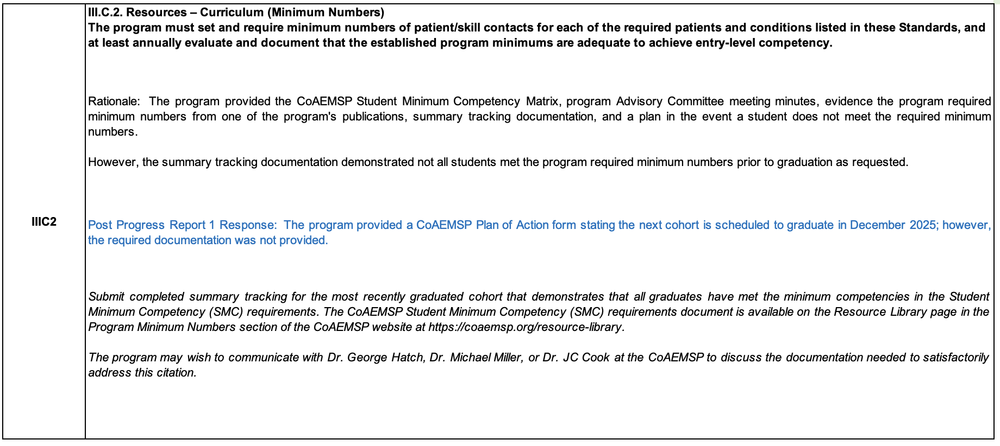 III.C.2. Resources – Curriculum (Minimum Numbers)
The program must set and require minimum numbers of patient/skill contacts for each of the required patients and conditions listed in these Standards, and
at least annually evaluate and document that the established program minimums are adequate to achieve entry-level competency.
Rationale: The program provided the CoAEMSP Student Minimum Competency Matrix, program Advisory Committee meeting minutes, evidence the program required
minimum numbers from one of the program's publications, summary tracking documentation, and a plan in the event a student does not meet the required minimum
numbers.
However, the summary tracking documentation demonstrated not all students met the program required minimum numbers prior to graduation as requested.
IIIC2
Post Progress Report 1 Response: The program provided a CoAEMSP Plan of Action form stating the next cohort is scheduled to graduate in December 2025; however,
the required documentation was not provided.
Submit completed summary tracking for the most recently graduated cohort that demonstrates that all graduates have met the minimum competencies in the Student
Minimum Competency (SMC) requirements. The CoAEMSP Student Minimum Competency (SMC) requirements document is available on the Resource Library page in the
Program Minimum Numbers section of the CoAEMSP website at https://coaemsp.org/resource-library.
The program may wish to communicate with Dr. George Hatch, Dr. Michael Miller, or Dr. JC Cook at the CoAEMSP to discuss the documentation needed to satisfactorily
address this citation.